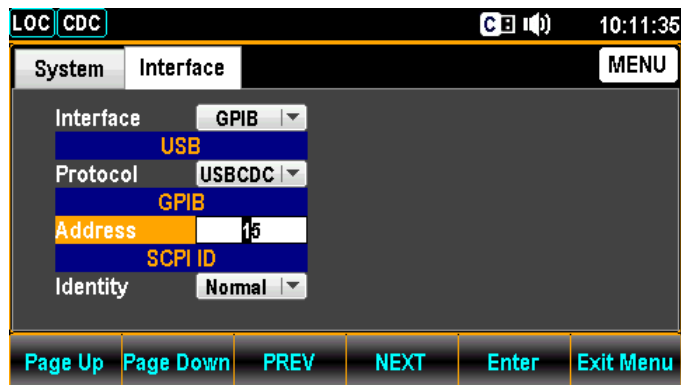 LOC CDC C 10:11:35
System Interface MENU
Interface GPIB
USB
Protocol USBCDC
GPIB
Address 15
SCPI ID
Identity Normal
Page Up Page Down PREV NEXT Enter Exit Menu